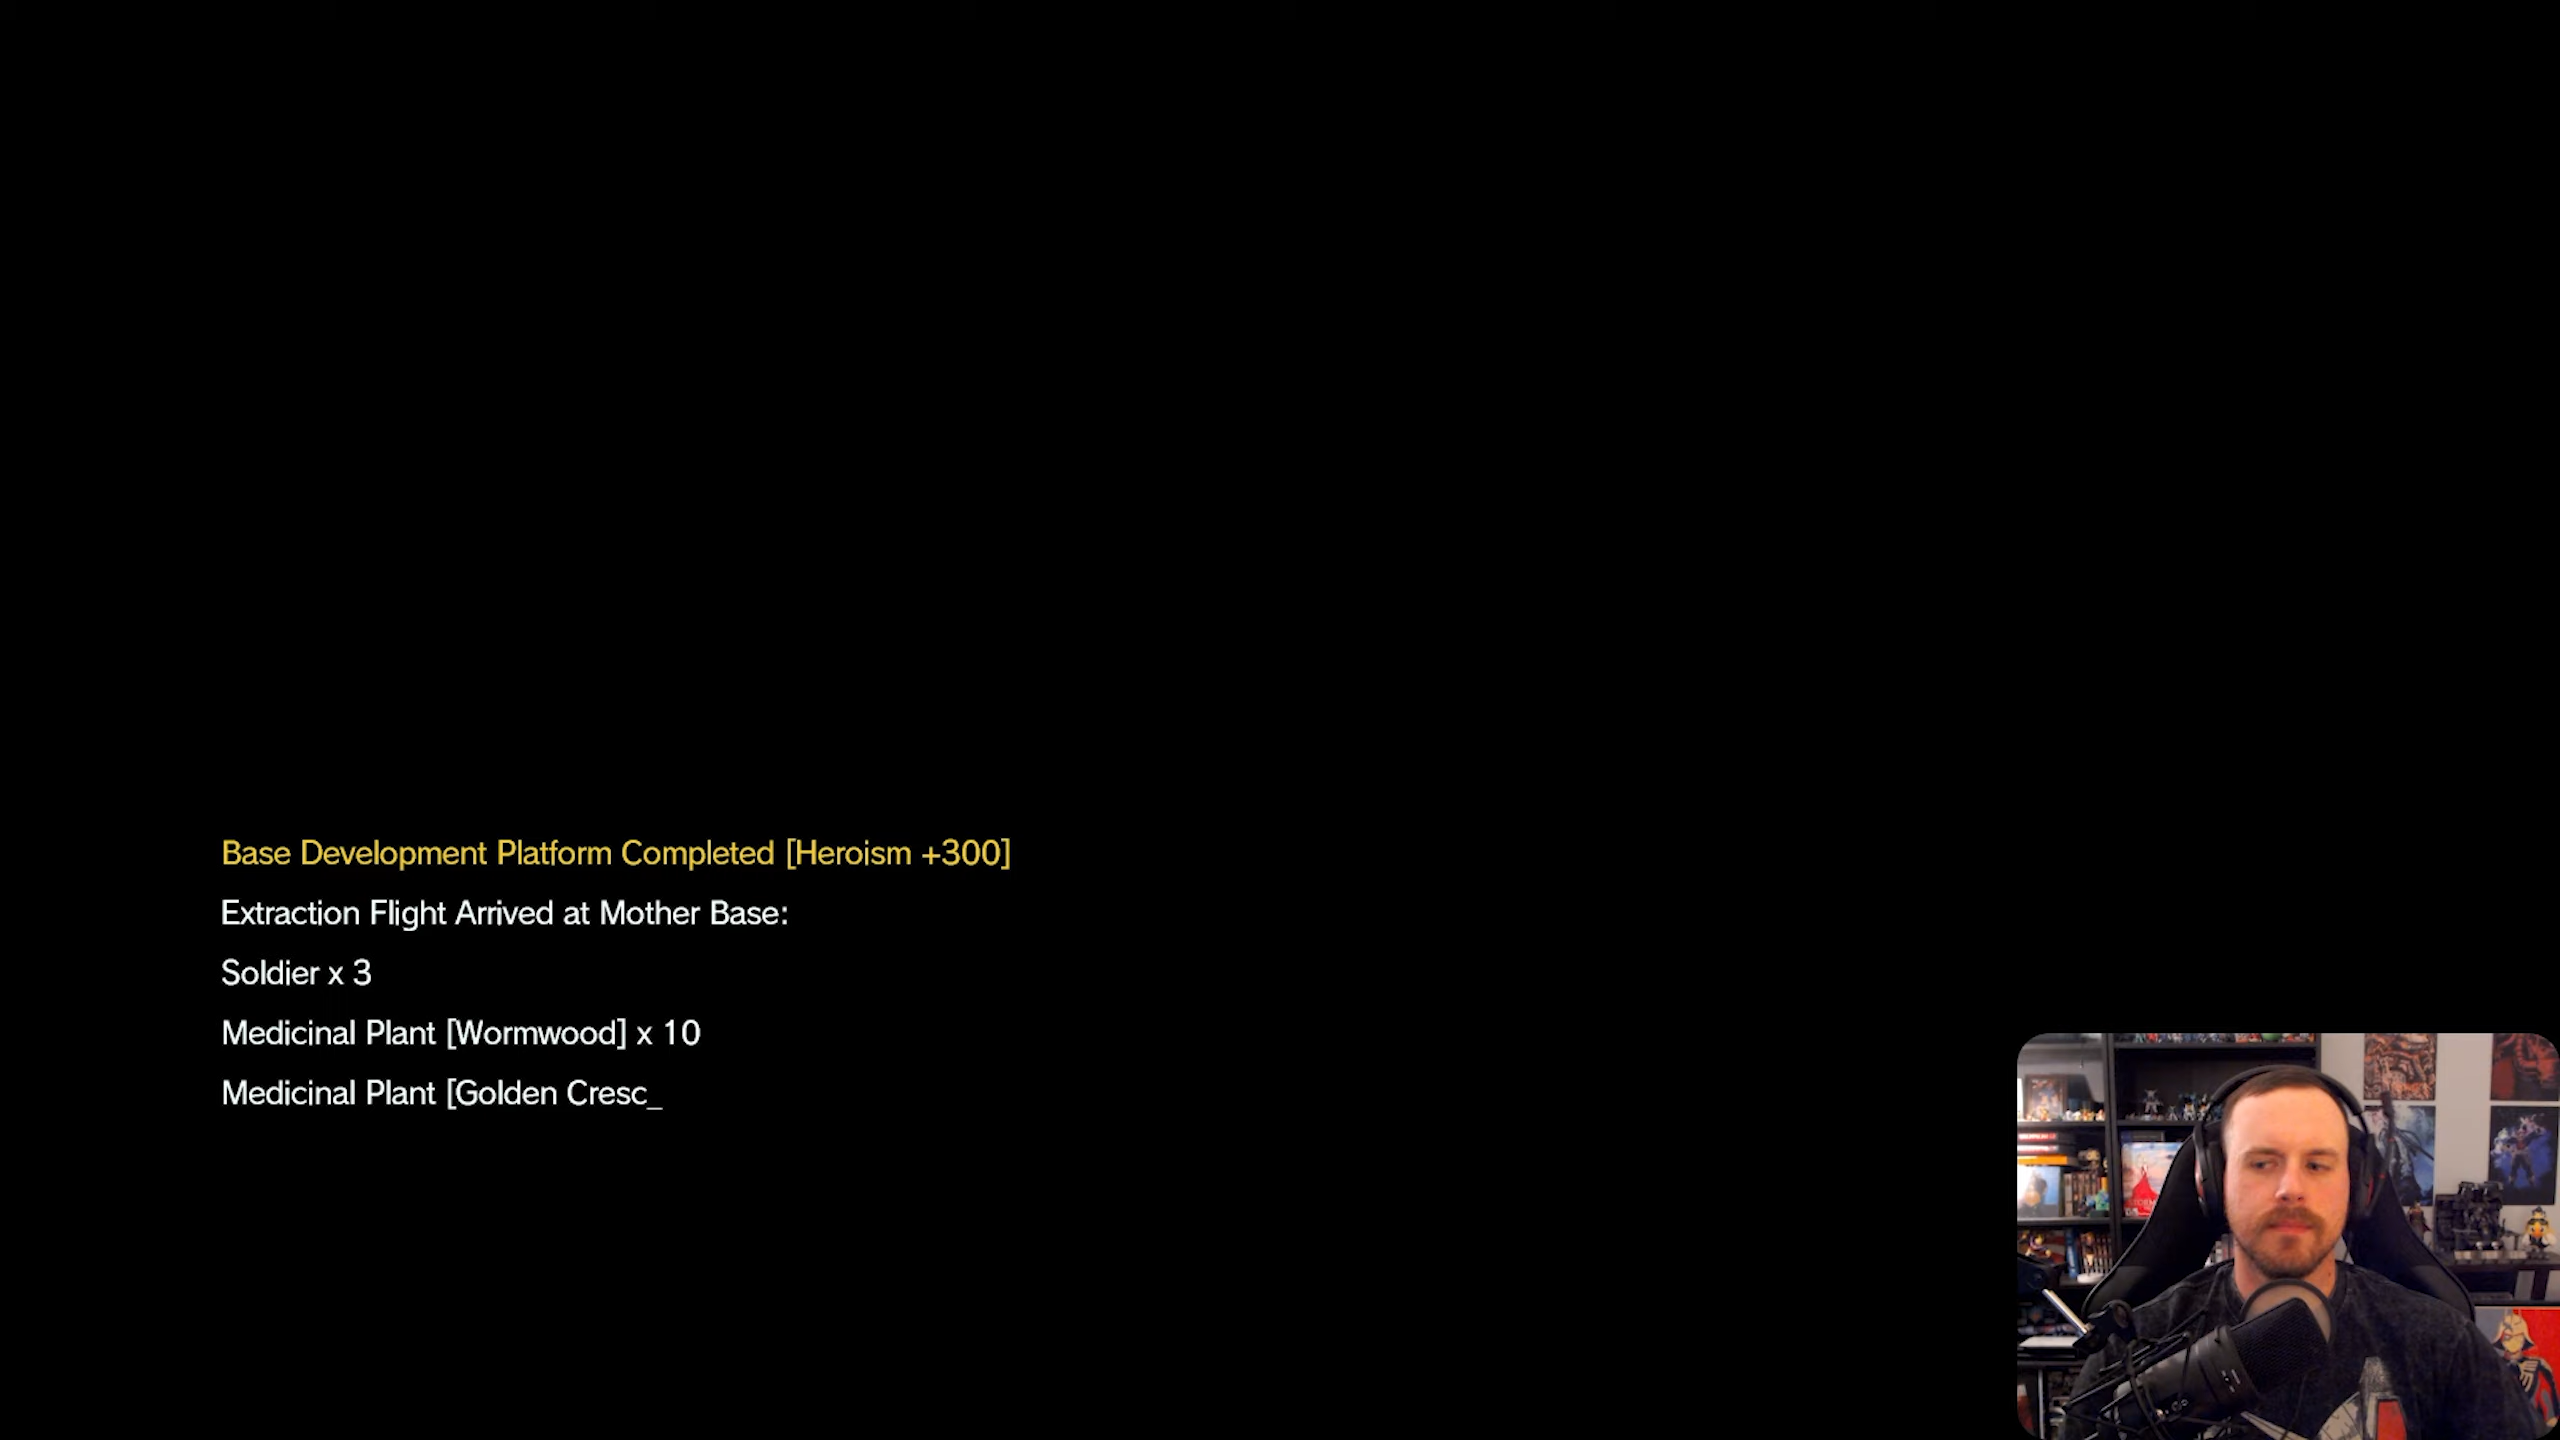 Base Development Platform Completed [Heroism +300]
Extraction Flight Arrived at Mother Base:
Soldier x 3
Medicinal Plant [Wormwood] x 10
Medicinal Plant [Golden Cresc_